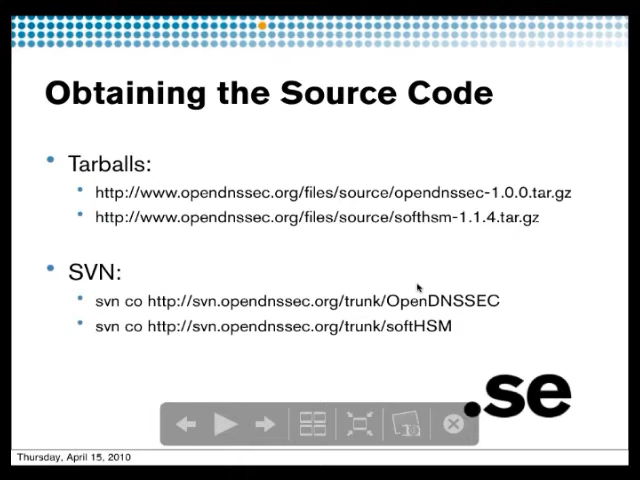 Obtaining the Source Code
• Tarballs:
• http://www.opendnssec.org/files/source/opendnssec-1.0.0.tar.gz
• http://www.opendnssec.org/files/source/softhsm-1.1.4.tar.gz
• SVN:
• svn co http://svn.opendnssec.org/trunk/OpenDNSSEC
• svn co http://svn.opendnssec.org/trunk/softHSM
.se
Thursday, April 15, 2010